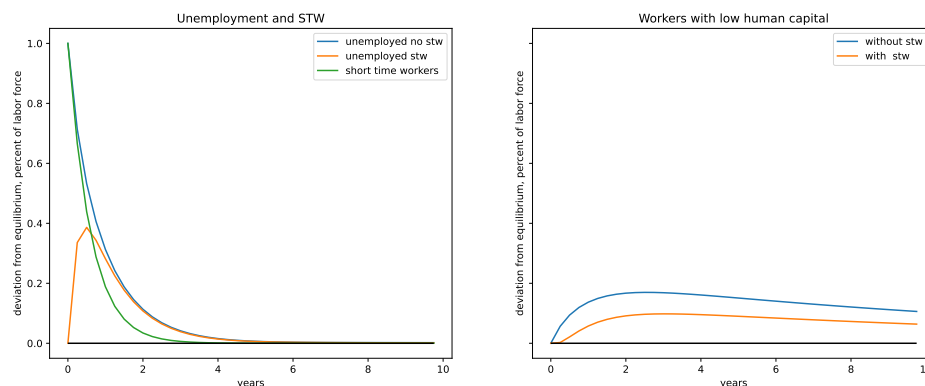 Unemployment and STW
deviation from equilibrium, percent of labor force
1.0
0.8
0.6
0.4
0.2
0.0
unemployed no stw
unemployed stw
short time workers
0 2 4 6 8 10
years
Workers with low human capital
deviation from equilibrium, percent of labor force
without stw
with stw
0 2 4 6 8
years